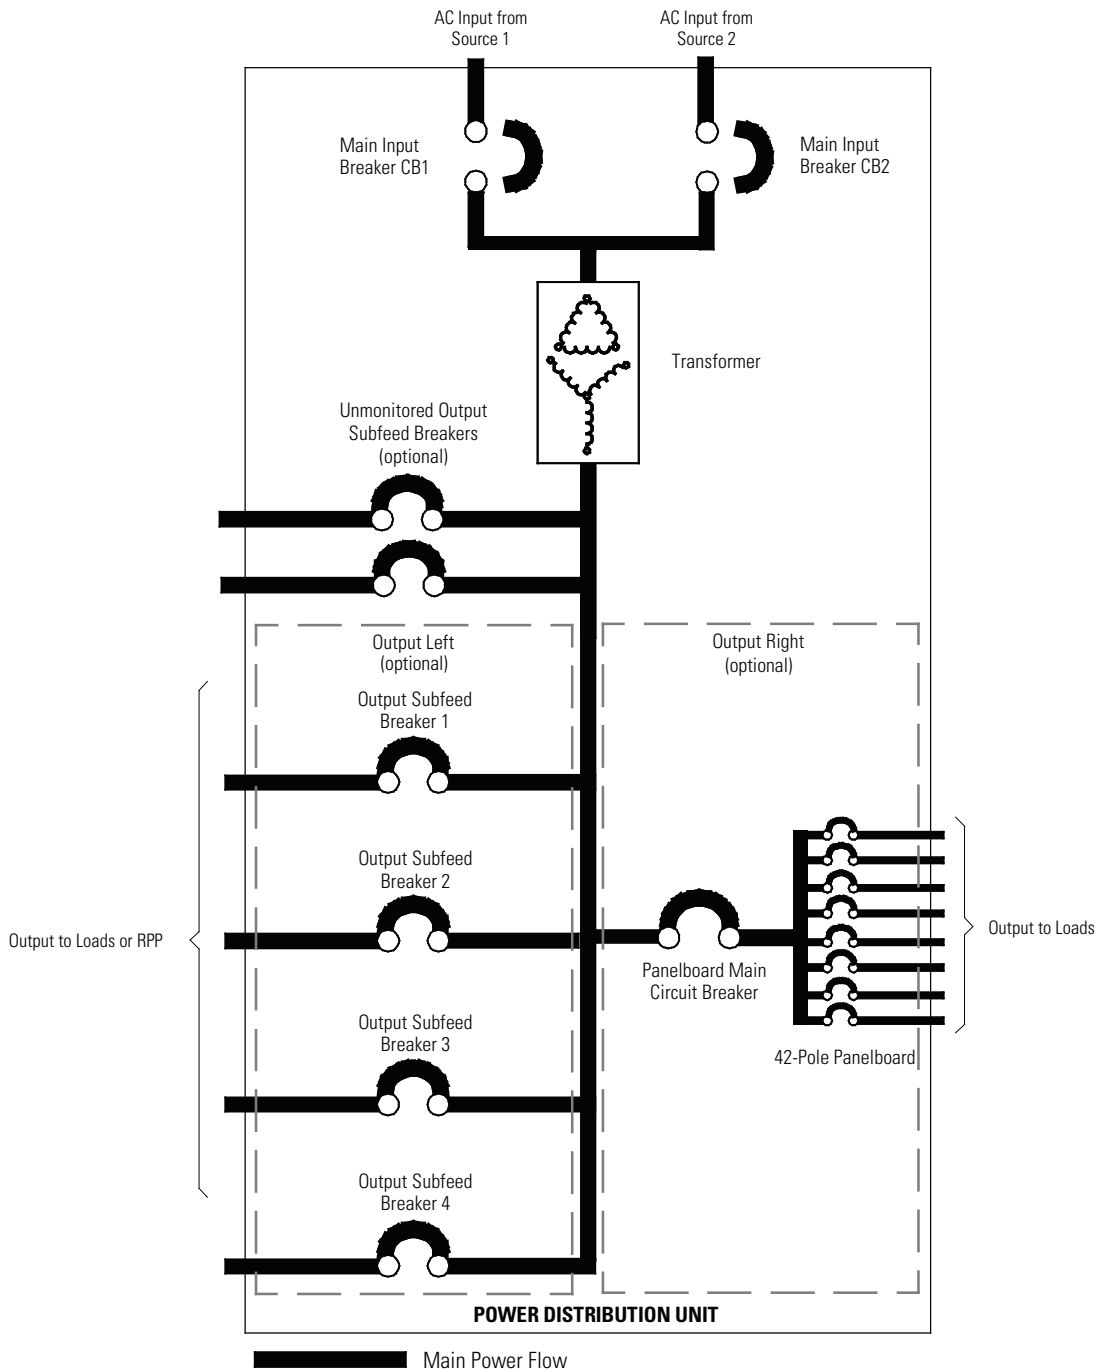 AC Input from
Source 1
AC Input from
Source 2
Main Input
Breaker CB1
Main Input
Breaker CB2
Transformer
Unmonitored Output
Subfeed Breakers
(optional)
Output Left
(optional)
Output Right
(optional)
Output Subfeed
Breaker 1
Output Subfeed
Breaker 2
Output to Loads or RPP
Output to Loads
Panelboard Main
Circuit Breaker
Output Subfeed
Breaker 3
42-Pole Panelboard
Output Subfeed
Breaker 4
POWER DISTRIBUTION UNIT
Main Power Flow